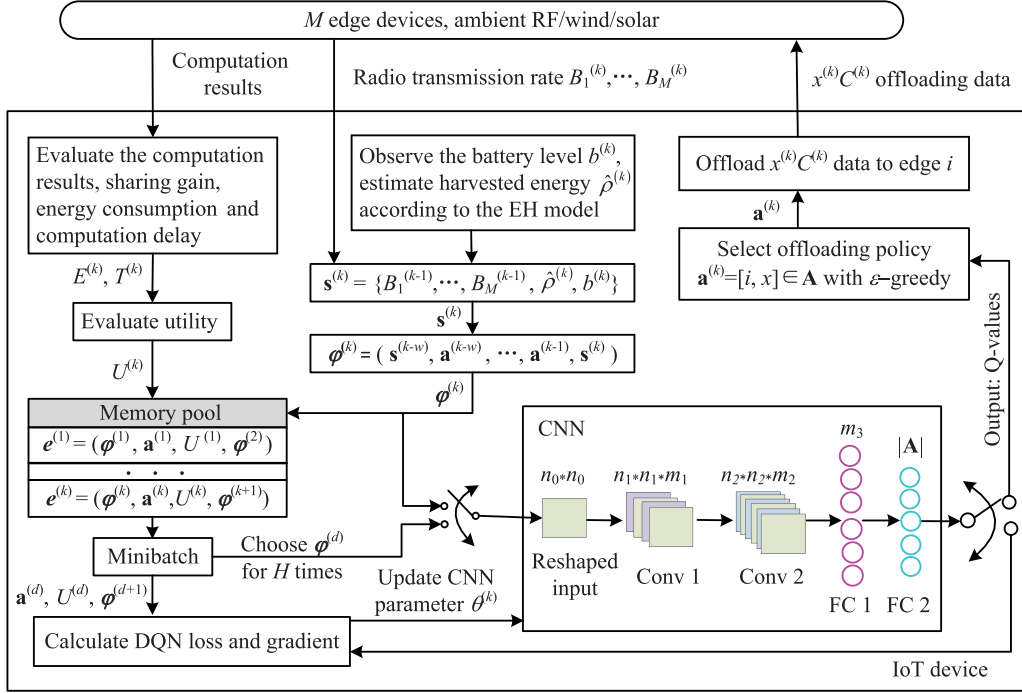 M edge devices, ambient RF/wind/solar
Computation
results
Radio transmission rate B₁⁽ᵏ⁾,···, B_M⁽ᵏ⁾
x⁽ᵏ⁾C⁽ᵏ⁾ offloading data
Evaluate the computation
results, sharing gain,
energy consumption and
computation delay
Observe the battery level b⁽ᵏ⁾,
estimate harvested energy ρ̂⁽ᵏ⁾
according to the EH model
Offload x⁽ᵏ⁾C⁽ᵏ⁾ data to edge i
a⁽ᵏ⁾
Select offloading policy
a⁽ᵏ⁾=[i, x]∈A with ε–greedy
E⁽ᵏ⁾, T⁽ᵏ⁾
s⁽ᵏ⁾ = {B₁⁽ᵏ⁻¹⁾,···, B_M⁽ᵏ⁻¹⁾, ρ̂⁽ᵏ⁾, b⁽ᵏ⁾}
Evaluate utility
s⁽ᵏ⁾
φ⁽ᵏ⁾= ( s⁽ᵏ⁻ʷ⁾, a⁽ᵏ⁻ʷ⁾, ···, a⁽ᵏ⁻¹⁾, s⁽ᵏ⁾ )
U⁽ᵏ⁾
φ⁽ᵏ⁾
Output: Q-values
Memory pool
e⁽¹⁾= (φ⁽¹⁾, a⁽¹⁾, U⁽¹⁾, φ⁽²⁾)
· · ·
e⁽ᵏ⁾= (φ⁽ᵏ⁾, a⁽ᵏ⁾,U⁽ᵏ⁾, φ⁽ᵏ⁺¹⁾)
CNN
m₃
|A|
n₀*n₀
n₁*n₁*m₁
n₂*n₂*m₂
Reshaped
input
Conv 1
Conv 2
FC 1
FC 2
Minibatch
Choose φ⁽ᵈ⁾
for H times
a⁽ᵈ⁾, U⁽ᵈ⁾, φ⁽ᵈ⁺¹⁾
Update CNN
parameter θ⁽ᵏ⁾
Calculate DQN loss and gradient
IoT device